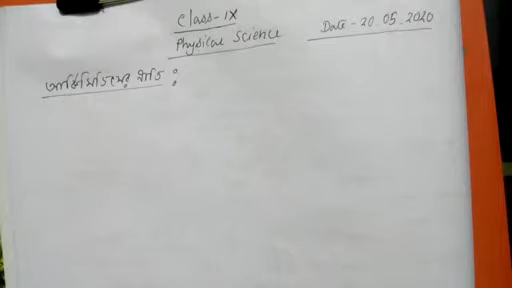 Class-IX
Physical Science
Date - 20.05.2020
আর্কিমিডিসের নীতি :